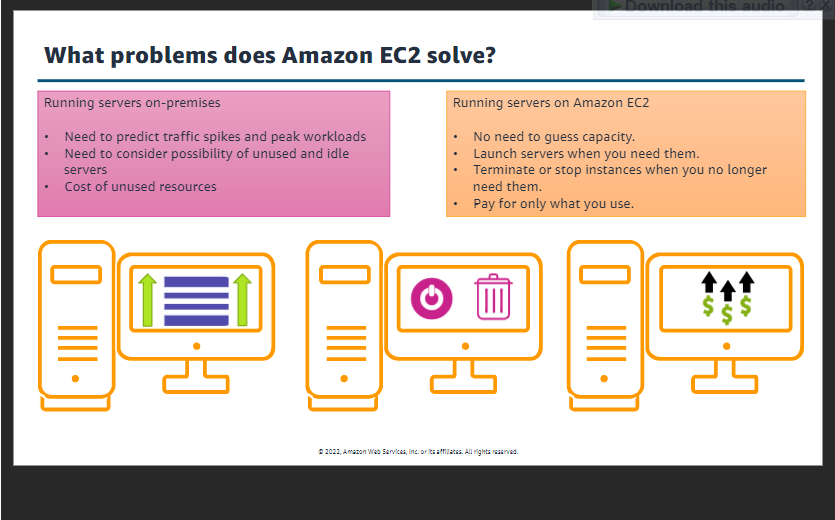 Download this audio
What problems does Amazon EC2 solve?
Running servers on-premises
• Need to predict traffic spikes and peak workloads
• Need to consider possibility of unused and idle
servers
• Cost of unused resources
Running servers on Amazon EC2
• No need to guess capacity.
• Launch servers when you need them.
• Terminate or stop instances when you no longer
need them.
• Pay for only what you use.
$ $ $
© 2022, Amazon Web Services, Inc. or its affiliates. All rights reserved.